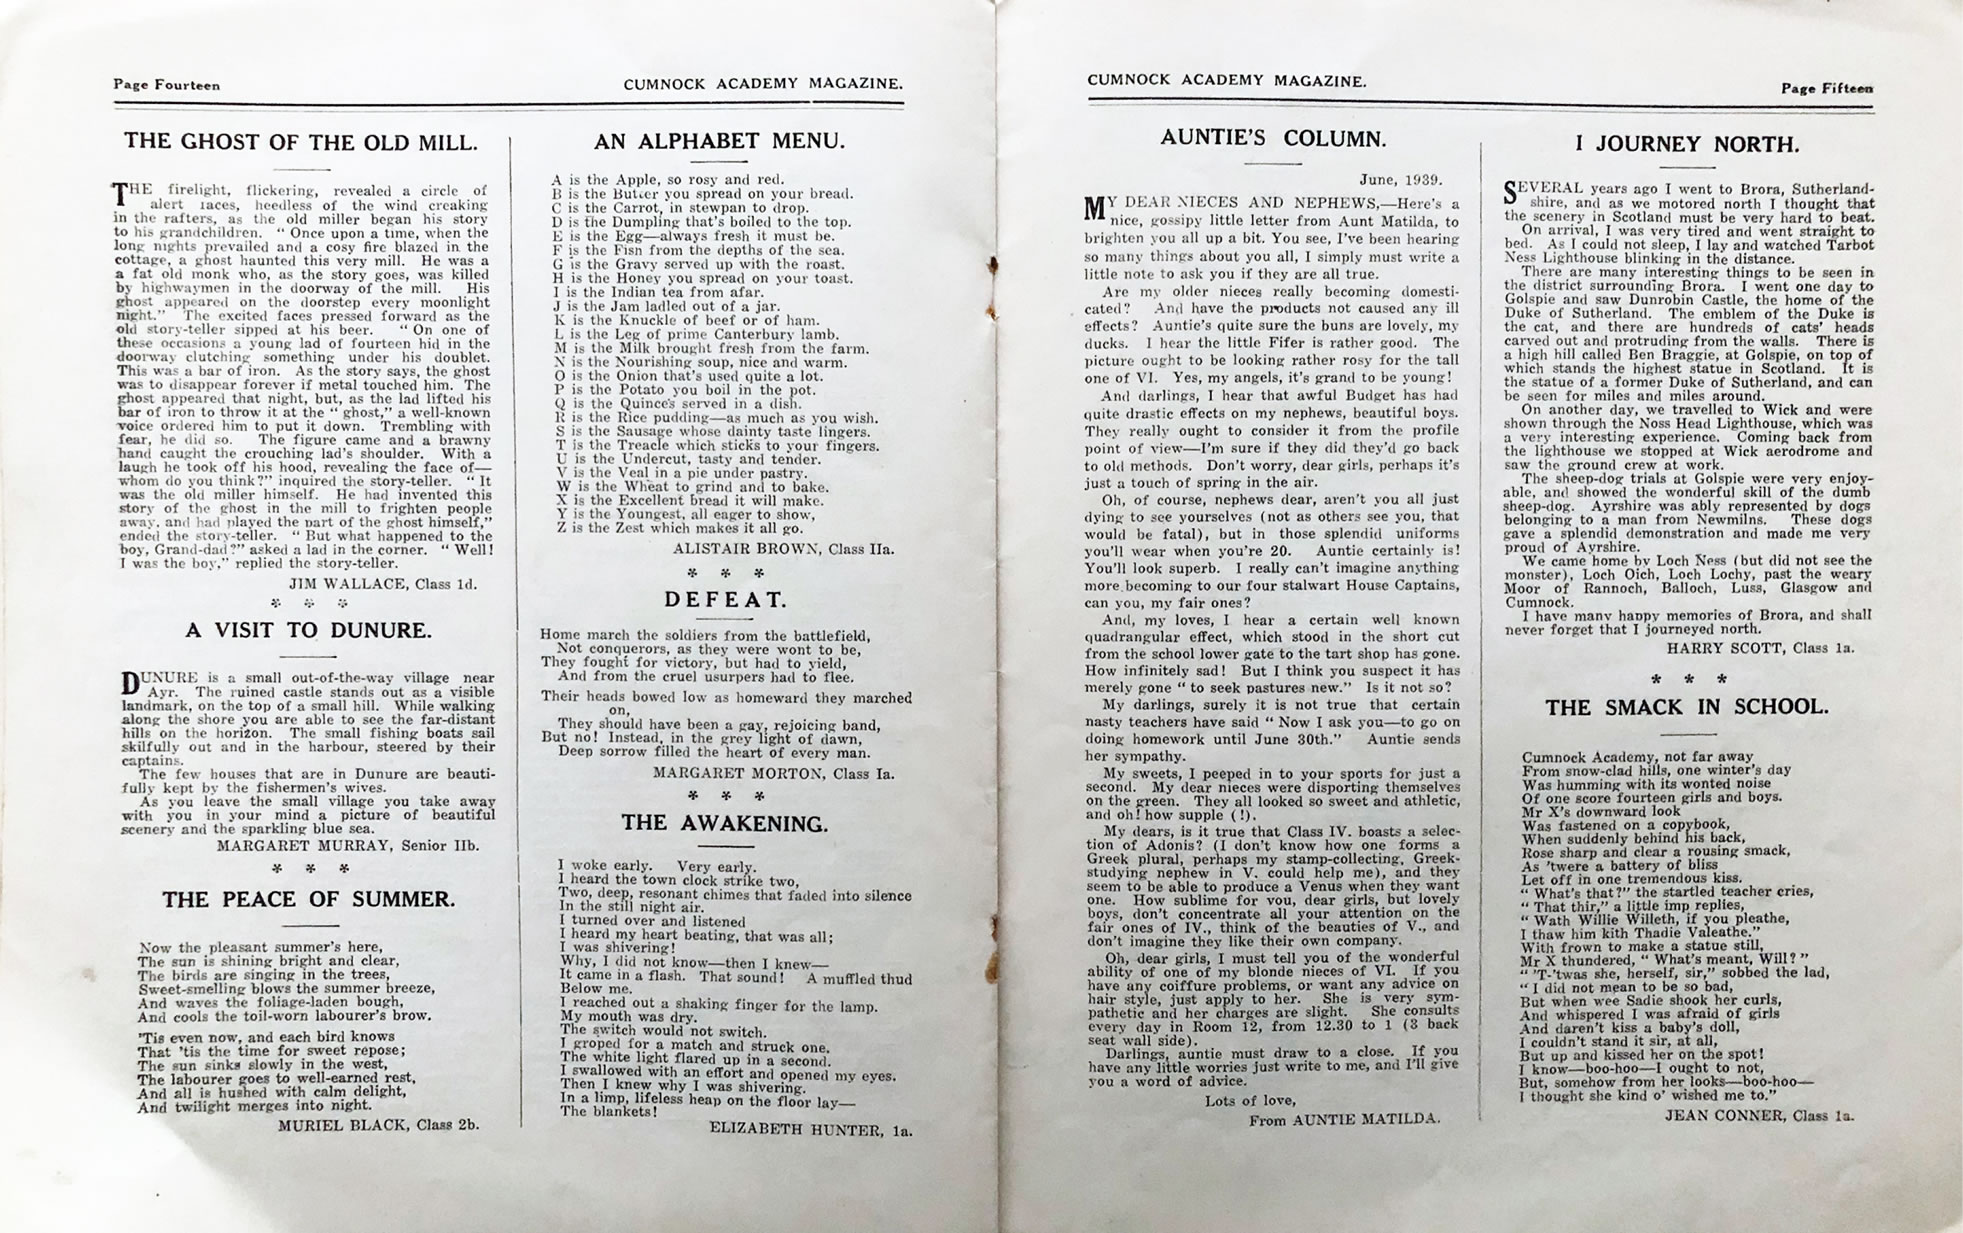 Page Fourteen
CUMNOCK ACADEMY MAGAZINE.
THE GHOST OF THE OLD MILL.
THE firelight, flickering, revealed a circle of
alert faces, heedless of the wind creaking
in the rafters, as the old miller began his story
to his grandchildren. " Once upon a time, when the
long nights prevailed and a cosy fire blazed in the
cottage, a ghost haunted this very mill. He was a
a fat old monk who, as the story goes, was killed
by highwaymen in the doorway of the mill. His
ghost appeared on the doorstep every moonlight
night." The excited faces pressed forward as the
old story-teller sipped at his beer. " On one of
these occasions a young lad of fourteen hid in the
doorway clutching something under his doublet.
This was a bar of iron. As the story says, the ghost
was to disappear forever if metal touched him. The
ghost appeared that night, but, as the lad lifted his
bar of iron to throw it at the " ghost," a well-known
voice ordered him to put it down. Trembling with
fear, he did so. The figure came and a brawny
hand caught the crouching lad's shoulder. With a
laugh he took off his hood, revealing the face of—
whom do you think?" inquired the story-teller. " It
was the old miller himself. He had invented this
story of the ghost in the mill to frighten people
away, and had played the part of the ghost himself,"
ended the story-teller. " But what happened to the
boy, Grand-dad?" asked a lad in the corner. " Well!
I was the boy," replied the story-teller.
JIM WALLACE, Class 1d.
* * *
A VISIT TO DUNURE.
DUNURE is a small out-of-the-way village near
Ayr. The ruined castle stands out as a visible
landmark, on the top of a small hill. While walking
along the shore you are able to see the far-distant
hills on the horizon. The small fishing boats sail
skilfully out and in the harbour, steered by their
captains.
The few houses that are in Dunure are beauti-
fully kept by the fishermen's wives.
As you leave the small village you take away
with you in your mind a picture of beautiful
scenery and the sparkling blue sea.
MARGARET MURRAY, Senior IIb.
* * *
THE PEACE OF SUMMER.
Now the pleasant summer's here,
The sun is shining bright and clear,
The birds are singing in the trees,
Sweet-smelling blows the summer breeze,
And waves the foliage-laden bough,
And cools the toil-worn labourer's brow.
'Tis even now, and each bird knows
That 'tis the time for sweet repose;
The sun sinks slowly in the west,
The labourer goes to well-earned rest,
And all is hushed with calm delight,
And twilight merges into night.
MURIEL BLACK, Class 2b.
AN ALPHABET MENU.
A is the Apple, so rosy and red.
B is the Butter you spread on your bread.
C is the Carrot, in stewpan to drop.
D is the Dumpling that's boiled to the top.
E is the Egg—always fresh it must be.
F is the Fish from the depths of the sea.
G is the Gravy served up with the roast.
H is the Honey you spread on your toast.
I is the Indian tea from afar.
J is the Jam ladled out of a jar.
K is the Knuckle of beef or of ham.
L is the Leg of prime Canterbury lamb.
M is the Milk brought fresh from the farm.
N is the Nourishing soup, nice and warm.
O is the Onion that's used quite a lot.
P is the Potato you boil in the pot.
Q is the Quince's served in a dish.
R is the Rice pudding—as much as you wish.
S is the Sausage whose dainty taste lingers.
T is the Treacle which sticks to your fingers.
U is the Undercut, tasty and tender.
V is the Veal in a pie under pastry.
W is the Wheat to grind and to bake.
X is the Excellent bread it will make.
Y is the Youngest, all eager to show,
Z is the Zest which makes it all go.
ALISTAIR BROWN, Class IIa.
* * *
DEFEAT.
Home march the soldiers from the battlefield,
Not conquerors, as they were wont to be,
They fought for victory, but had to yield,
And from the cruel usurpers had to flee.
Their heads bowed low as homeward they marched
on,
They should have been a gay, rejoicing band,
But no! Instead, in the grey light of dawn,
Deep sorrow filled the heart of every man.
MARGARET MORTON, Class Ia.
* * *
THE AWAKENING.
I woke early. Very early.
I heard the town clock strike two,
Two, deep, resonant chimes that faded into silence
In the still night air.
I turned over and listened
I heard my heart beating, that was all;
I was shivering!
Why, I did not know—then I knew—
It came in a flash. That sound! A muffled thud
Below me.
I reached out a shaking finger for the lamp.
My mouth was dry.
The switch would not switch.
I groped for a match and struck one.
The white light flared up in a second.
I swallowed with an effort and opened my eyes.
Then I knew why I was shivering.
In a limp, lifeless heap on the floor lay—
The blankets!
ELIZABETH HUNTER, 1a.
CUMNOCK ACADEMY MAGAZINE.
Page Fifteen
AUNTIE'S COLUMN.
June, 1939.
MY DEAR NIECES AND NEPHEWS,—Here's a
nice, gossipy little letter from Aunt Matilda, to
brighten you all up a bit. You see, I've been hearing
so many things about you all, I simply must write a
little note to ask you if they are all true.
Are my older nieces really becoming domesti-
cated? And have the products not caused any ill
effects? Auntie's quite sure the buns are lovely, my
ducks. I hear the little Fifer is rather good. The
picture ought to be looking rather rosy for the tall
one of VI. Yes, my angels, it's grand to be young!
And darlings, I hear that awful Budget has had
quite drastic effects on my nephews, beautiful boys.
They really ought to consider it from the profile
point of view—I'm sure if they did they'd go back
to old methods. Don't worry, dear girls, perhaps it's
just a touch of spring in the air.
Oh, of course, nephews dear, aren't you all just
dying to see yourselves (not as others see you, that
would be fatal), but in those splendid uniforms
you'll wear when you're 20. Auntie certainly is!
You'll look superb. I really can't imagine anything
more becoming to our four stalwart House Captains,
can you, my fair ones?
And, my loves, I hear a certain well known
quadrangular effect, which stood in the short cut
from the school lower gate to the tart shop has gone.
How infinitely sad! But I think you suspect it has
merely gone " to seek pastures new." Is it not so?
My darlings, surely it is not true that certain
nasty teachers have said " Now I ask you—to go on
doing homework until June 30th." Auntie sends
her sympathy.
My sweets, I peeped in to your sports for just a
second. My dear nieces were disporting themselves
on the green. They all looked so sweet and athletic,
and oh! how supple (!).
My dears, is it true that Class IV. boasts a selec-
tion of Adonis? (I don't know how one forms a
Greek plural, perhaps my stamp-collecting, Greek-
studying nephew in V. could help me), and they
seem to be able to produce a Venus when they want
one. How sublime for you, dear girls, but lovely
boys, don't concentrate all your attention on the
fair ones of IV., think of the beauties of V., and
don't imagine they like their own company.
Oh, dear girls, I must tell you of the wonderful
ability of one of my blonde nieces of VI. If you
have any coiffure problems, or want any advice on
hair style, just apply to her. She is very sym-
pathetic and her charges are slight. She consults
every day in Room 12, from 12.30 to 1 (3 back
seat wall side).
Darlings, auntie must draw to a close. If you
have any little worries just write to me, and I'll give
you a word of advice.
Lots of love,
From AUNTIE MATILDA.
I JOURNEY NORTH.
SEVERAL years ago I went to Brora, Sutherland-
shire, and as we motored north I thought that
the scenery in Scotland must be very hard to beat.
On arrival, I was very tired and went straight to
bed. As I could not sleep, I lay and watched Tarbot
Ness Lighthouse blinking in the distance.
There are many interesting things to be seen in
the district surrounding Brora. I went one day to
Golspie and saw Dunrobin Castle, the home of the
Duke of Sutherland. The emblem of the Duke is
the cat, and there are hundreds of cats' heads
carved out and protruding from the walls. There is
a high hill called Ben Braggie, at Golspie, on top of
which stands the highest statue in Scotland. It is
the statue of a former Duke of Sutherland, and can
be seen for miles and miles around.
On another day, we travelled to Wick and were
shown through the Noss Head Lighthouse, which was
a very interesting experience. Coming back from
the lighthouse we stopped at Wick aerodrome and
saw the ground crew at work.
The sheep-dog trials at Golspie were very enjoy-
able, and showed the wonderful skill of the dumb
sheep-dog. Ayrshire was ably represented by dogs
belonging to a man from Newmilns. These dogs
gave a splendid demonstration and made me very
proud of Ayrshire.
We came home by Loch Ness (but did not see the
monster), Loch Oich, Loch Lochy, past the weary
Moor of Rannoch, Balloch, Luss, Glasgow and
Cumnock.
I have many happy memories of Brora, and shall
never forget that I journeyed north.
HARRY SCOTT, Class 1a.
* * *
THE SMACK IN SCHOOL.
Cumnock Academy, not far away
From snow-clad hills, one winter's day
Was humming with its wonted noise
Of one score fourteen girls and boys.
Mr X's downward look
Was fastened on a copybook,
When suddenly behind his back,
Rose sharp and clear a rousing smack,
As 'twere a battery of bliss
Let off in one tremendous kiss.
" What's that?" the startled teacher cries,
" That thir," a little imp replies,
" Wath Willie Willeth, if you pleathe,
I thaw him kith Thadie Valeathe."
With frown to make a statue still,
Mr X thundered, " What's meant, Will? "
" 'T-'twas she, herself, sir," sobbed the lad,
" I did not mean to be so bad,
But when wee Sadie shook her curls,
And whispered I was afraid of girls
And daren't kiss a baby's doll,
I couldn't stand it sir, at all,
But up and kissed her on the spot!
I know—boo-hoo—I ought to not,
But, somehow from her looks—boo-hoo—
I thought she kind o' wished me to."
JEAN CONNER, Class 1a.